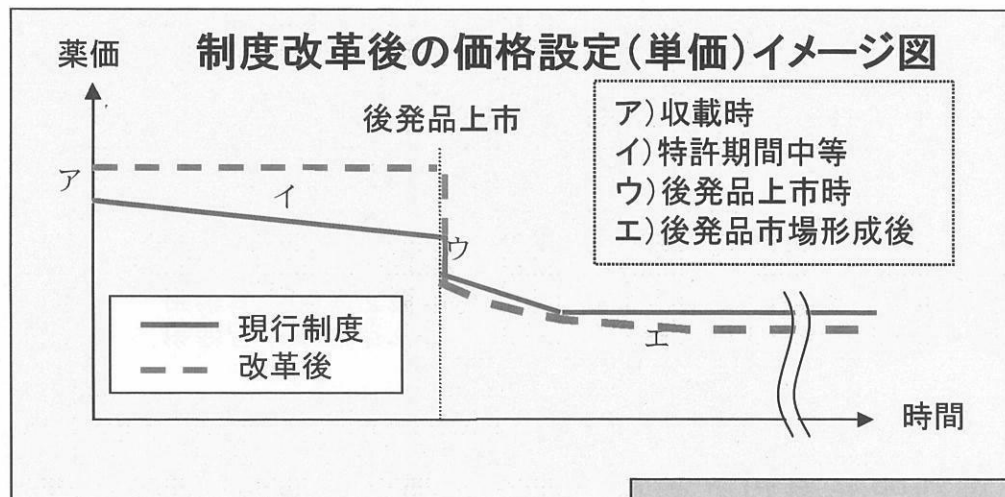 制度改革後の価格設定(単価)イメージ図
薬価
後発品上市
ア)収載時
イ)特許期間中等
ウ)後発品上市時
エ)後発品市場形成後
ア
イ
ウ
エ
現行制度
改革後
時間